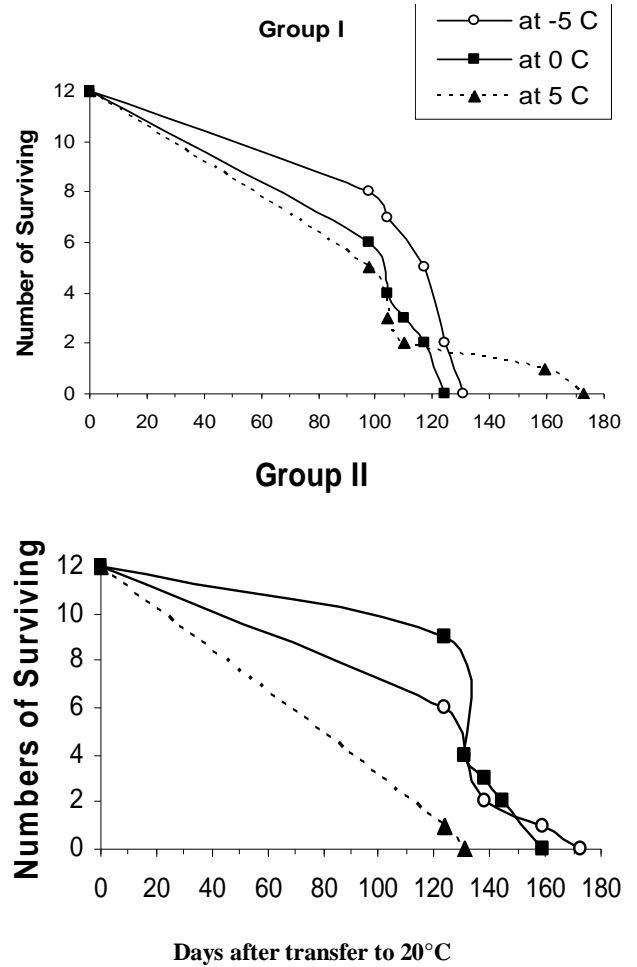 Group I
at -5 C
at 0 C
at 5 C
Number of Surviving
12
10
8
6
4
2
0
0 20 40 60 80 100 120 140 160 180
Group II
Numbers of Surviving
12
10
8
6
4
2
0
0 20 40 60 80 100 120 140 160 180
Days after transfer to 20°C